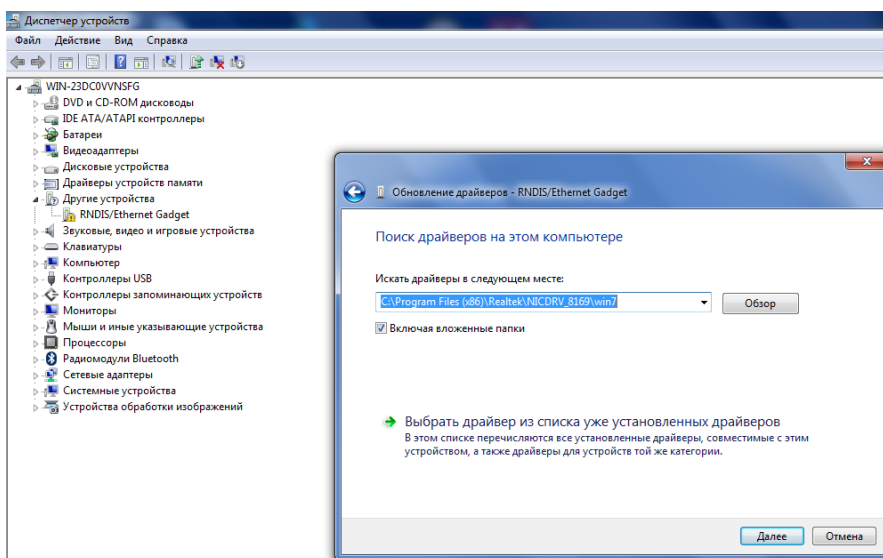 Диспетчер устройств
Файл Действие Вид Справка
WIN-23DC0VVNSFG
DVD и CD-ROM дисководы
IDE ATA/ATAPI контроллеры
Батареи
Видеоадаптеры
Дисковые устройства
Драйверы устройств памяти
Другие устройства
RNDIS/Ethernet Gadget
Звуковые, видео и игровые устройства
Клавиатуры
Компьютер
Контроллеры USB
Контроллеры запоминающих устройств
Мониторы
Мыши и иные указывающие устройства
Процессоры
Радиомодули Bluetooth
Сетевые адаптеры
Системные устройства
Устройства обработки изображений
Обновление драйверов - RNDIS/Ethernet Gadget
Поиск драйверов на этом компьютере
Искать драйверы в следующем месте:
C:\Program Files (x86)\Realtek\NICDRV_8169\win7
Обзор
Включая вложенные папки
Выбрать драйвер из списка уже установленных драйверов
В этом списке перечисляются все установленные драйверы, совместимые с этим
устройством, а также драйверы для устройств той же категории.
Далее Отмена